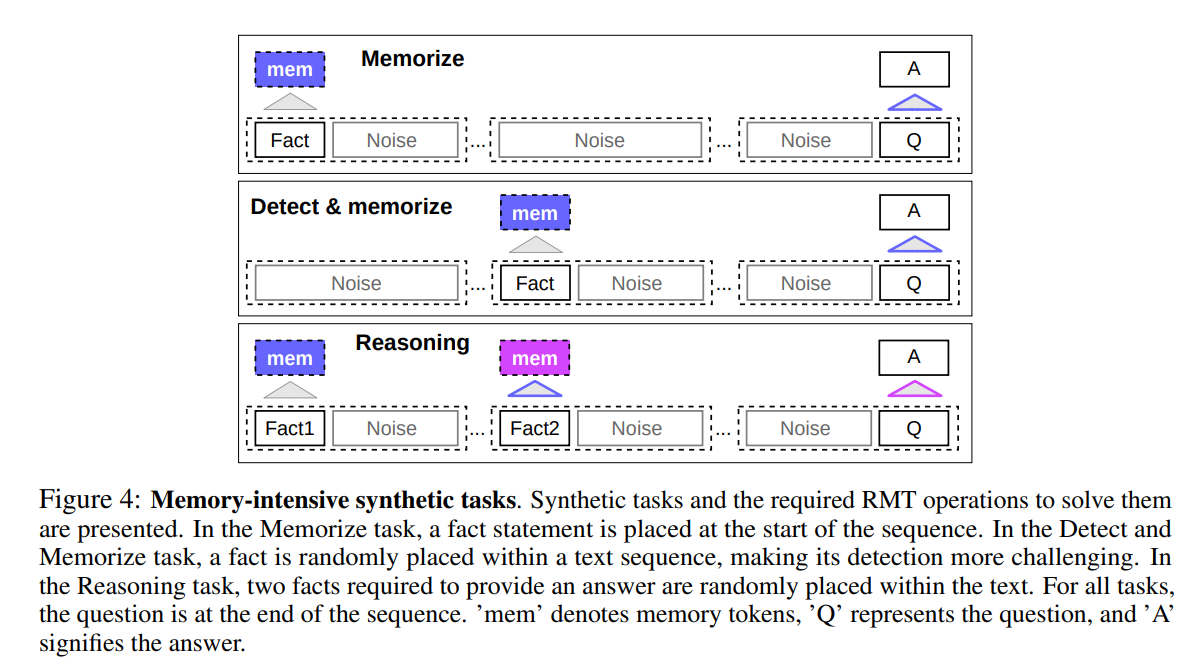 Memorize
mem A
Fact Noise ... Noise ... Noise Q
Detect & memorize
mem A
Noise ... Fact Noise ... Noise Q
Reasoning
mem mem A
Fact1 Noise ... Fact2 Noise ... Noise Q
Figure 4: Memory-intensive synthetic tasks. Synthetic tasks and the required RMT operations to solve them
are presented. In the Memorize task, a fact statement is placed at the start of the sequence. In the Detect and
Memorize task, a fact is randomly placed within a text sequence, making its detection more challenging. In
the Reasoning task, two facts required to provide an answer are randomly placed within the text. For all tasks,
the question is at the end of the sequence. ’mem’ denotes memory tokens, ’Q’ represents the question, and ’A’
signifies the answer.